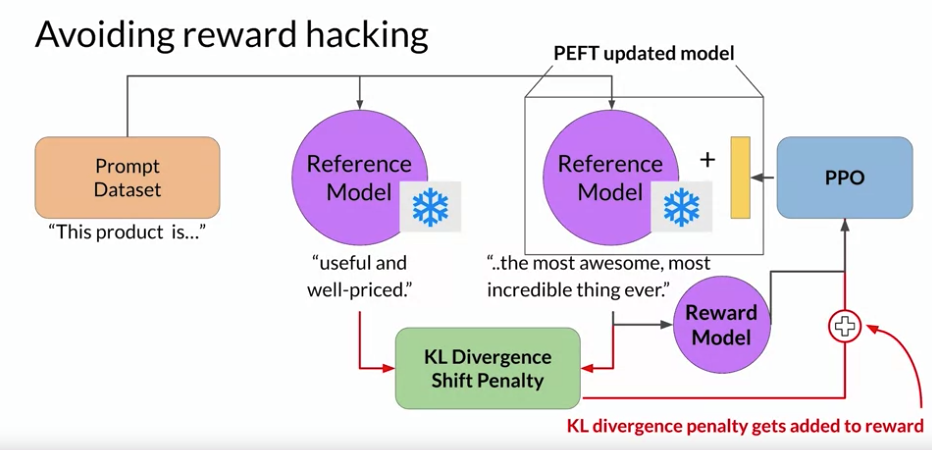 Avoiding reward hacking
PEFT updated model
Prompt
Dataset
Reference
Model
Reference
Model
+
PPO
“This product is...”
“useful and
well-priced.”
“..the most awesome, most
incredible thing ever.”
Reward
Model
KL Divergence
Shift Penalty
KL divergence penalty gets added to reward